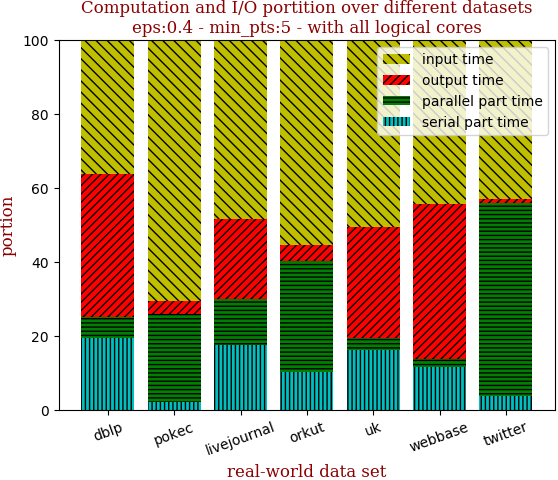 Computation and I/O portition over different datasets
eps:0.4 - min_pts:5 - with all logical cores
input time
output time
parallel part time
serial part time
portion
100
80
60
40
20
0
dblp
pokec
livejournal
orkut
uk
webbase
twitter
real-world data set